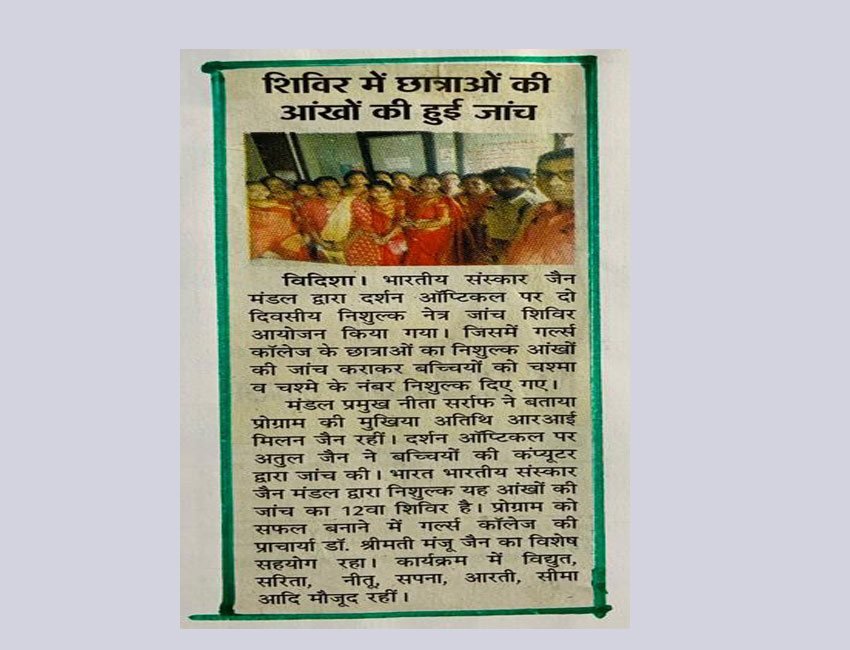 शिविर में छात्राओं की
आंखों की हुई जांच
विदिशा। भारतीय संस्कार जैन
मंडल द्वारा दर्शन ऑप्टिकल पर दो
दिवसीय निशुल्क नेत्र जांच शिविर
आयोजन किया गया। जिसमें गर्ल्स
कॉलेज के छात्राओं का निशुल्क आंखों
की जांच कराकर बच्चियों को चश्मा
व चश्मे के नंबर निशुल्क दिए गए।
मंडल प्रमुख नीता सर्राफ ने बताया
प्रोग्राम की मुखिया अतिथि आरआई
मिलन जैन रहीं। दर्शन ऑप्टिकल पर
अतुल जैन ने बच्चियों की कंप्यूटर
द्वारा जांच की। भारत भारतीय संस्कार
जैन मंडल द्वारा निशुल्क यह आंखों की
जांच का 12वा शिविर है। प्रोग्राम को
सफल बनाने में गर्ल्स कॉलेज की
प्राचार्या डॉ. श्रीमती मंजू जैन का विशेष
सहयोग रहा। कार्यक्रम में विद्युत,
सरिता, नीतू, सपना, आरती, सीमा
आदि मौजूद रहीं।